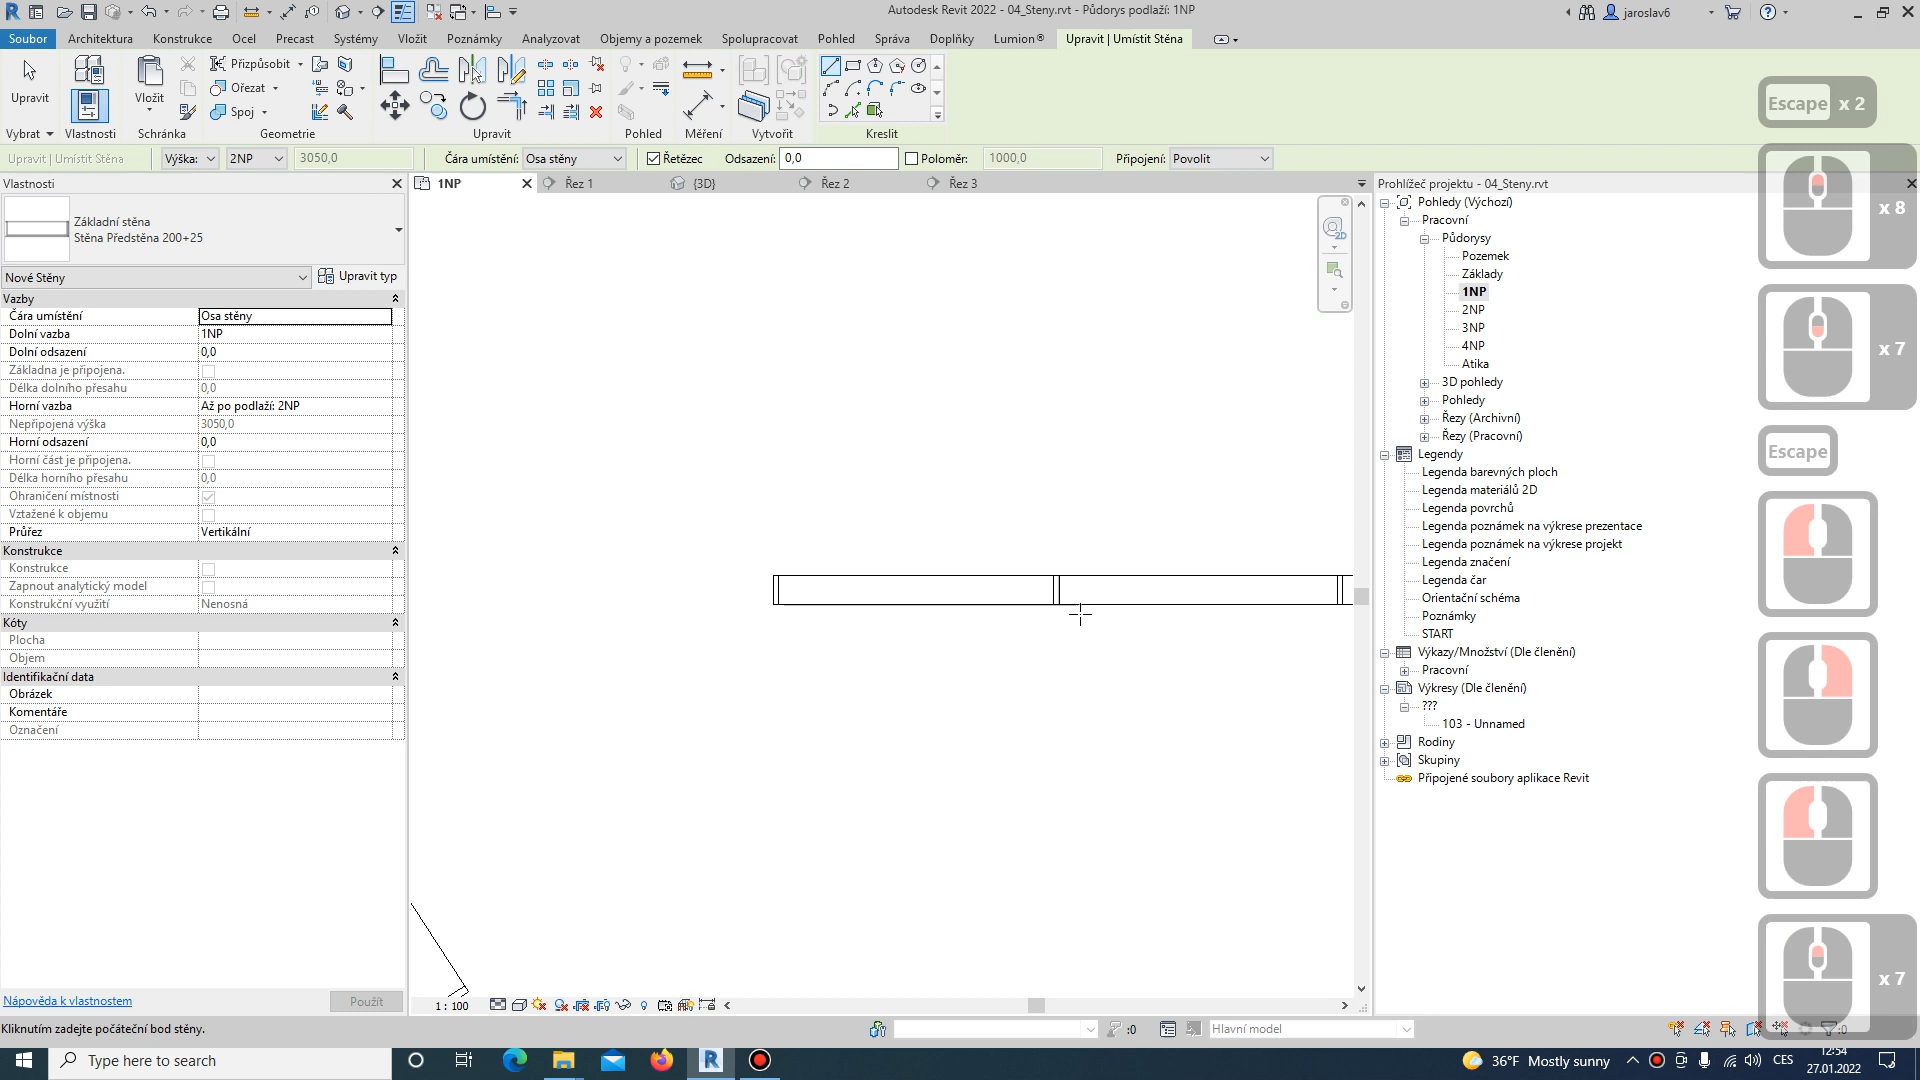 Autodesk Revit 2022 - 04_Steny.rvt - Půdorys podlaží: 1NP
jaroslav6
Soubor
Architektura
Konstrukce
Ocel
Precast
Systémy
Vložit
Poznámky
Analyzovat
Objemy a pozemek
Spolupracovat
Pohled
Správa
Doplňky
Lumion®
Upravit | Umístit Stěna
Upravit
Vlastnosti
Vložit
Přizpůsobit
Ořezat
Spoj
Vybrat
Vlastnosti
Schránka
Geometrie
Upravit
Pohled
Měření
Vytvořit
Kreslit
Upravit | Umístit Stěna
Výška:
2NP
3050,0
Čára umístění:
Osa stěny
Řetězec
Odsazení:
0,0
Poloměr:
1000,0
Připojení:
Povolit
Vlastnosti
Základní stěna
Stěna Předstěna 200+25
Nové Stěny
Upravit typ
Vazby
Čára umístění
Osa stěny
Dolní vazba
1NP
Dolní odsazení
0,0
Základna je připojena.
Délka dolního přesahu
0,0
Horní vazba
Až po podlaží: 2NP
Nepřipojená výška
3050,0
Horní odsazení
0,0
Horní část je připojena.
Délka horního přesahu
0,0
Ohraničení místnosti
Vztažené k objemu
Průřez
Vertikální
Konstrukce
Konstrukce
Zapnout analytický model
Konstrukční využití
Nenosná
Kóty
Plocha
Objem
Identifikační data
Obrázek
Komentáře
Označení
Nápověda k vlastnostem
Použít
1NP
Řez 1
{3D}
Řez 2
Řez 3
2D
1 : 100
Prohlížeč projektu - 04_Steny.rvt
Pohledy (Výchozí)
Pracovní
Půdorysy
Pozemek
Základy
1NP
2NP
3NP
4NP
Atika
3D pohledy
Pohledy
Řezy (Archivní)
Řezy (Pracovní)
Legendy
Legenda barevných ploch
Legenda materiálů 2D
Legenda povrchů
Legenda poznámek na výkrese prezentace
Legenda poznámek na výkrese projekt
Legenda značení
Legenda čar
Orientační schéma
Poznámky
START
Výkazy/Množství (Dle členění)
Pracovní
Výkresy (Dle členění)
???
103 - Unnamed
Rodiny
Skupiny
Připojené soubory aplikace Revit
Escape x 2
x 8
x 7
Escape
x 7
Kliknutím zadejte počáteční bod stěny.
:0
Hlavní model
:0
Type here to search
36°F Mostly sunny
CES
12:54
27.01.2022